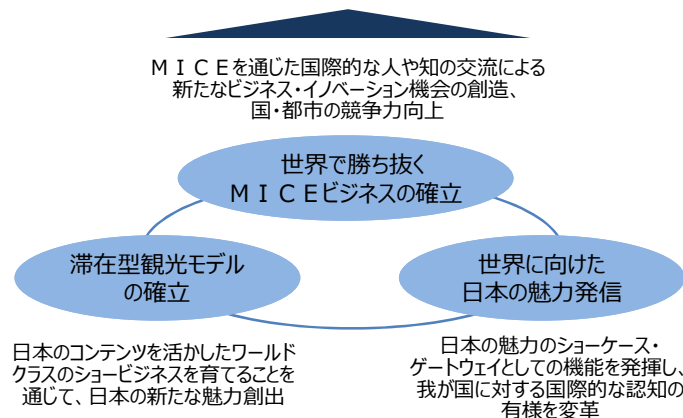 ＭＩＣＥを通じた国際的な人や知の交流による
新たなビジネス・イノベーション機会の創造、
国・都市の競争力向上
世界で勝ち抜く
ＭＩＣＥビジネスの確立
滞在型観光モデル
の確立
世界に向けた
日本の魅力発信
日本のコンテンツを活かしたワールド
クラスのショービジネスを育てることを
通じて、日本の新たな魅力創出
日本の魅力のショーケース・
ゲートウェイとしての機能を発揮し、
我が国に対する国際的な認知の
有様を変革